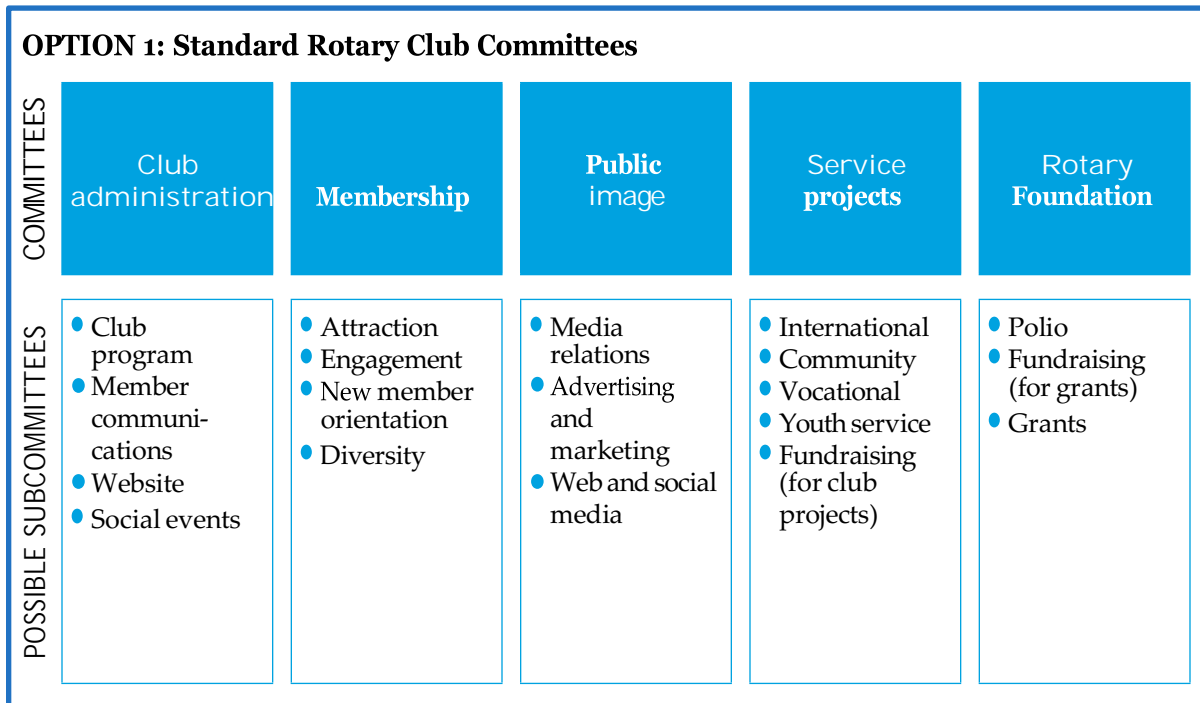 OPTION 1: Standard Rotary Club Committees
COMMITTEES
Club
administration
Membership
Public
image
Service
projects
Rotary
Foundation
POSSIBLE SUBCOMMITTEES
Club
program
Member
communi-
cations
Website
Social events
Attraction
Engagement
New member
orientation
Diversity
Media
relations
Advertising
and
marketing
Web and social
media
International
Community
Vocational
Youth service
Fundraising
(for club
projects)
Polio
Fundraising
(for grants)
Grants